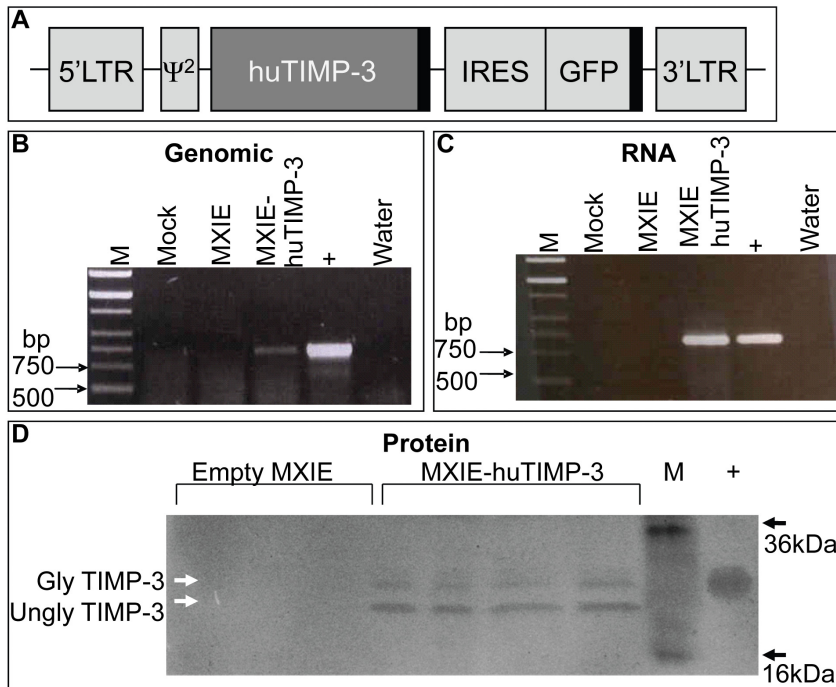 A
5'LTR Ψ2 huTIMP-3 IRES GFP 3'LTR
B
Genomic
M Mock MXIE MXIE-huTIMP-3 + Water
bp
750
500
C
RNA
M Mock MXIE MXIE huTIMP-3 + Water
bp
750
500
D
Protein
Empty MXIE MXIE-huTIMP-3 M +
36kDa
Gly TIMP-3
Ungly TIMP-3
16kDa